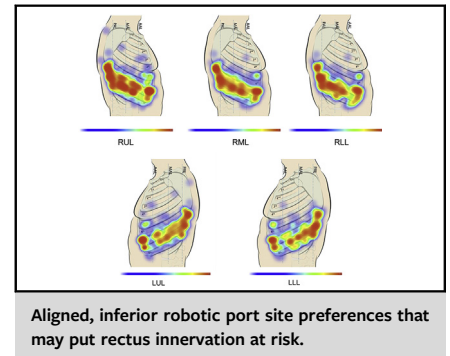 RUL
RML
RLL
LUL
LLL
Aligned, inferior robotic port site preferences that
may put rectus innervation at risk.